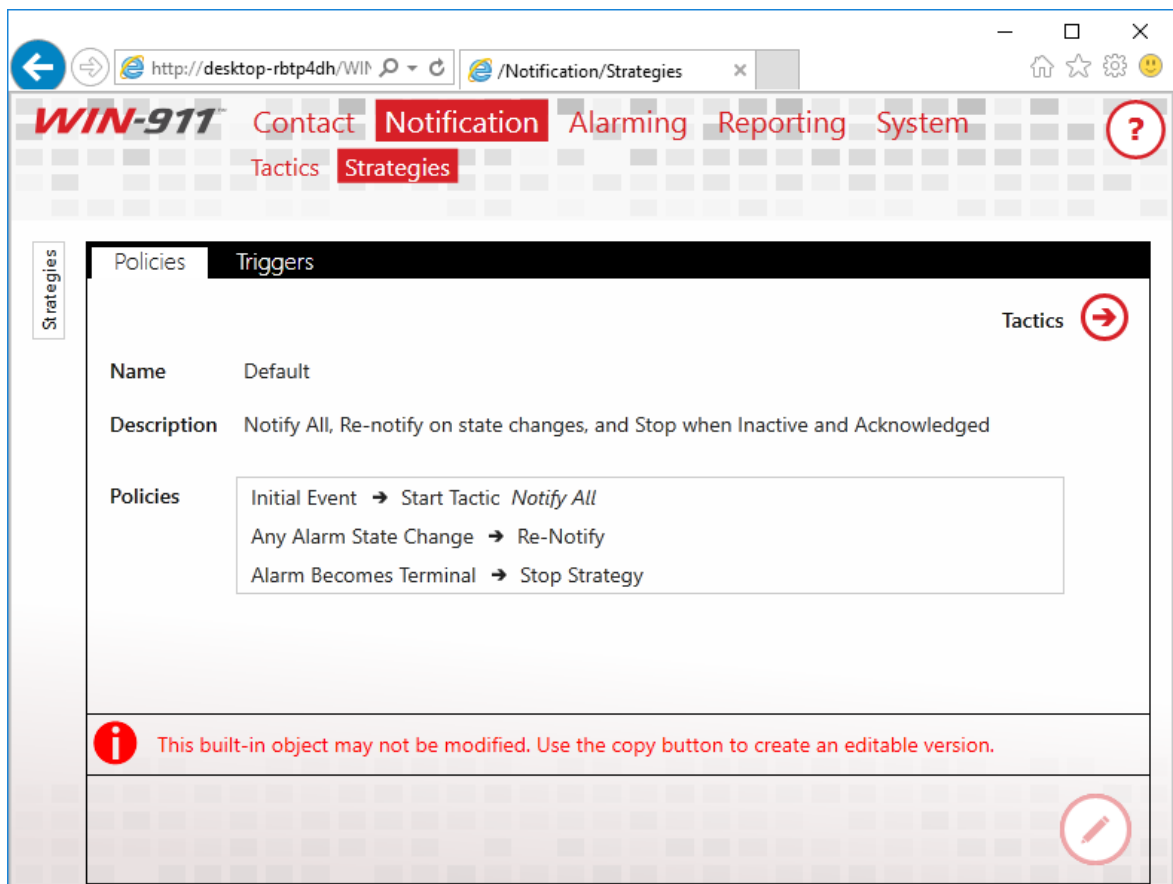 http://desktop-rbtp4dh/WIN
/Notification/Strategies
WIN-911™ Contact Notification Alarming Reporting System ?
Tactics Strategies
Strategies
Policies Triggers
Tactics ➔
Name Default
Description Notify All, Re-notify on state changes, and Stop when Inactive and Acknowledged
Policies Initial Event ➔ Start Tactic Notify All
Any Alarm State Change ➔ Re-Notify
Alarm Becomes Terminal ➔ Stop Strategy
This built-in object may not be modified. Use the copy button to create an editable version.